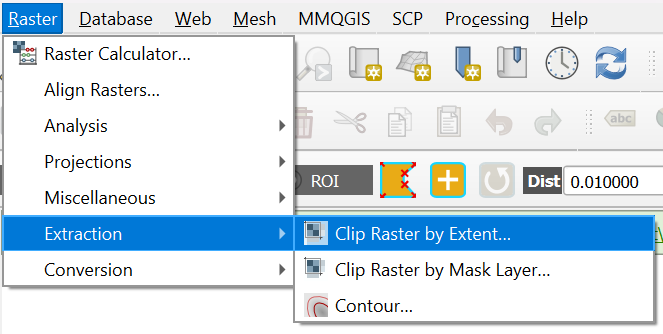 Raster Database Web Mesh MMQGIS SCP Processing Help
Raster Calculator...
Align Rasters...
Analysis
abc
Projections
ROI
Dist 0.010000
Miscellaneous
Extraction
Clip Raster by Extent...
Clip Raster by Mask Layer...
Conversion
Contour...